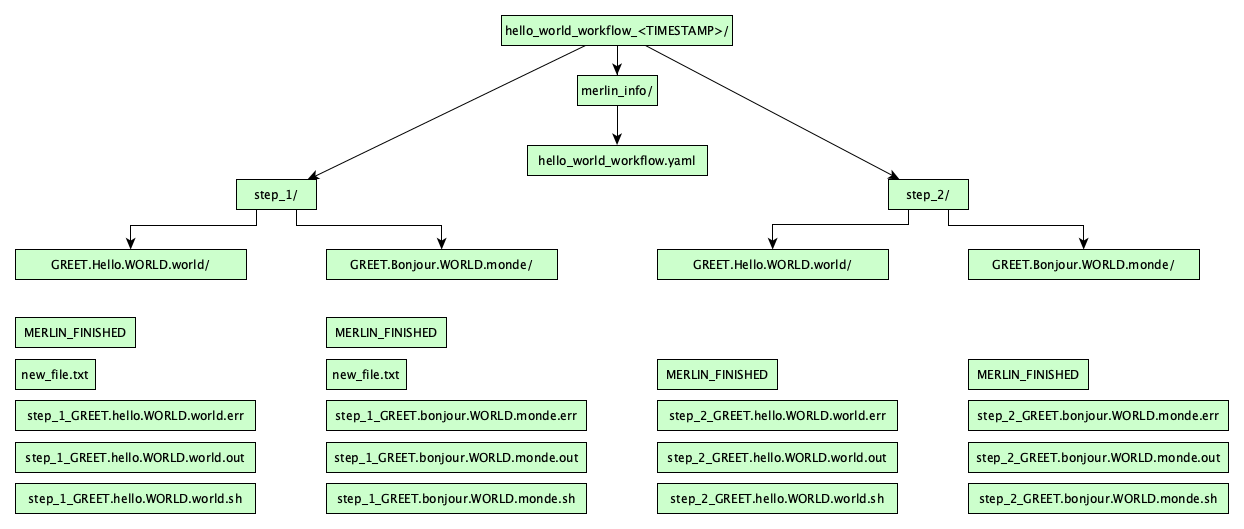 hello_world_workflow_<TIMESTAMP>/
merlin_info/
hello_world_workflow.yaml
step_1/
step_2/
GREET.Hello.WORLD.world/
GREET.Bonjour.WORLD.monde/
GREET.Hello.WORLD.world/
GREET.Bonjour.WORLD.monde/
MERLIN_FINISHED
MERLIN_FINISHED
new_file.txt
new_file.txt
MERLIN_FINISHED
MERLIN_FINISHED
step_1_GREET.hello.WORLD.world.err
step_1_GREET.bonjour.WORLD.monde.err
step_2_GREET.hello.WORLD.world.err
step_2_GREET.bonjour.WORLD.monde.err
step_1_GREET.hello.WORLD.world.out
step_1_GREET.bonjour.WORLD.monde.out
step_2_GREET.hello.WORLD.world.out
step_2_GREET.bonjour.WORLD.monde.out
step_1_GREET.hello.WORLD.world.sh
step_1_GREET.bonjour.WORLD.monde.sh
step_2_GREET.hello.WORLD.world.sh
step_2_GREET.bonjour.WORLD.monde.sh